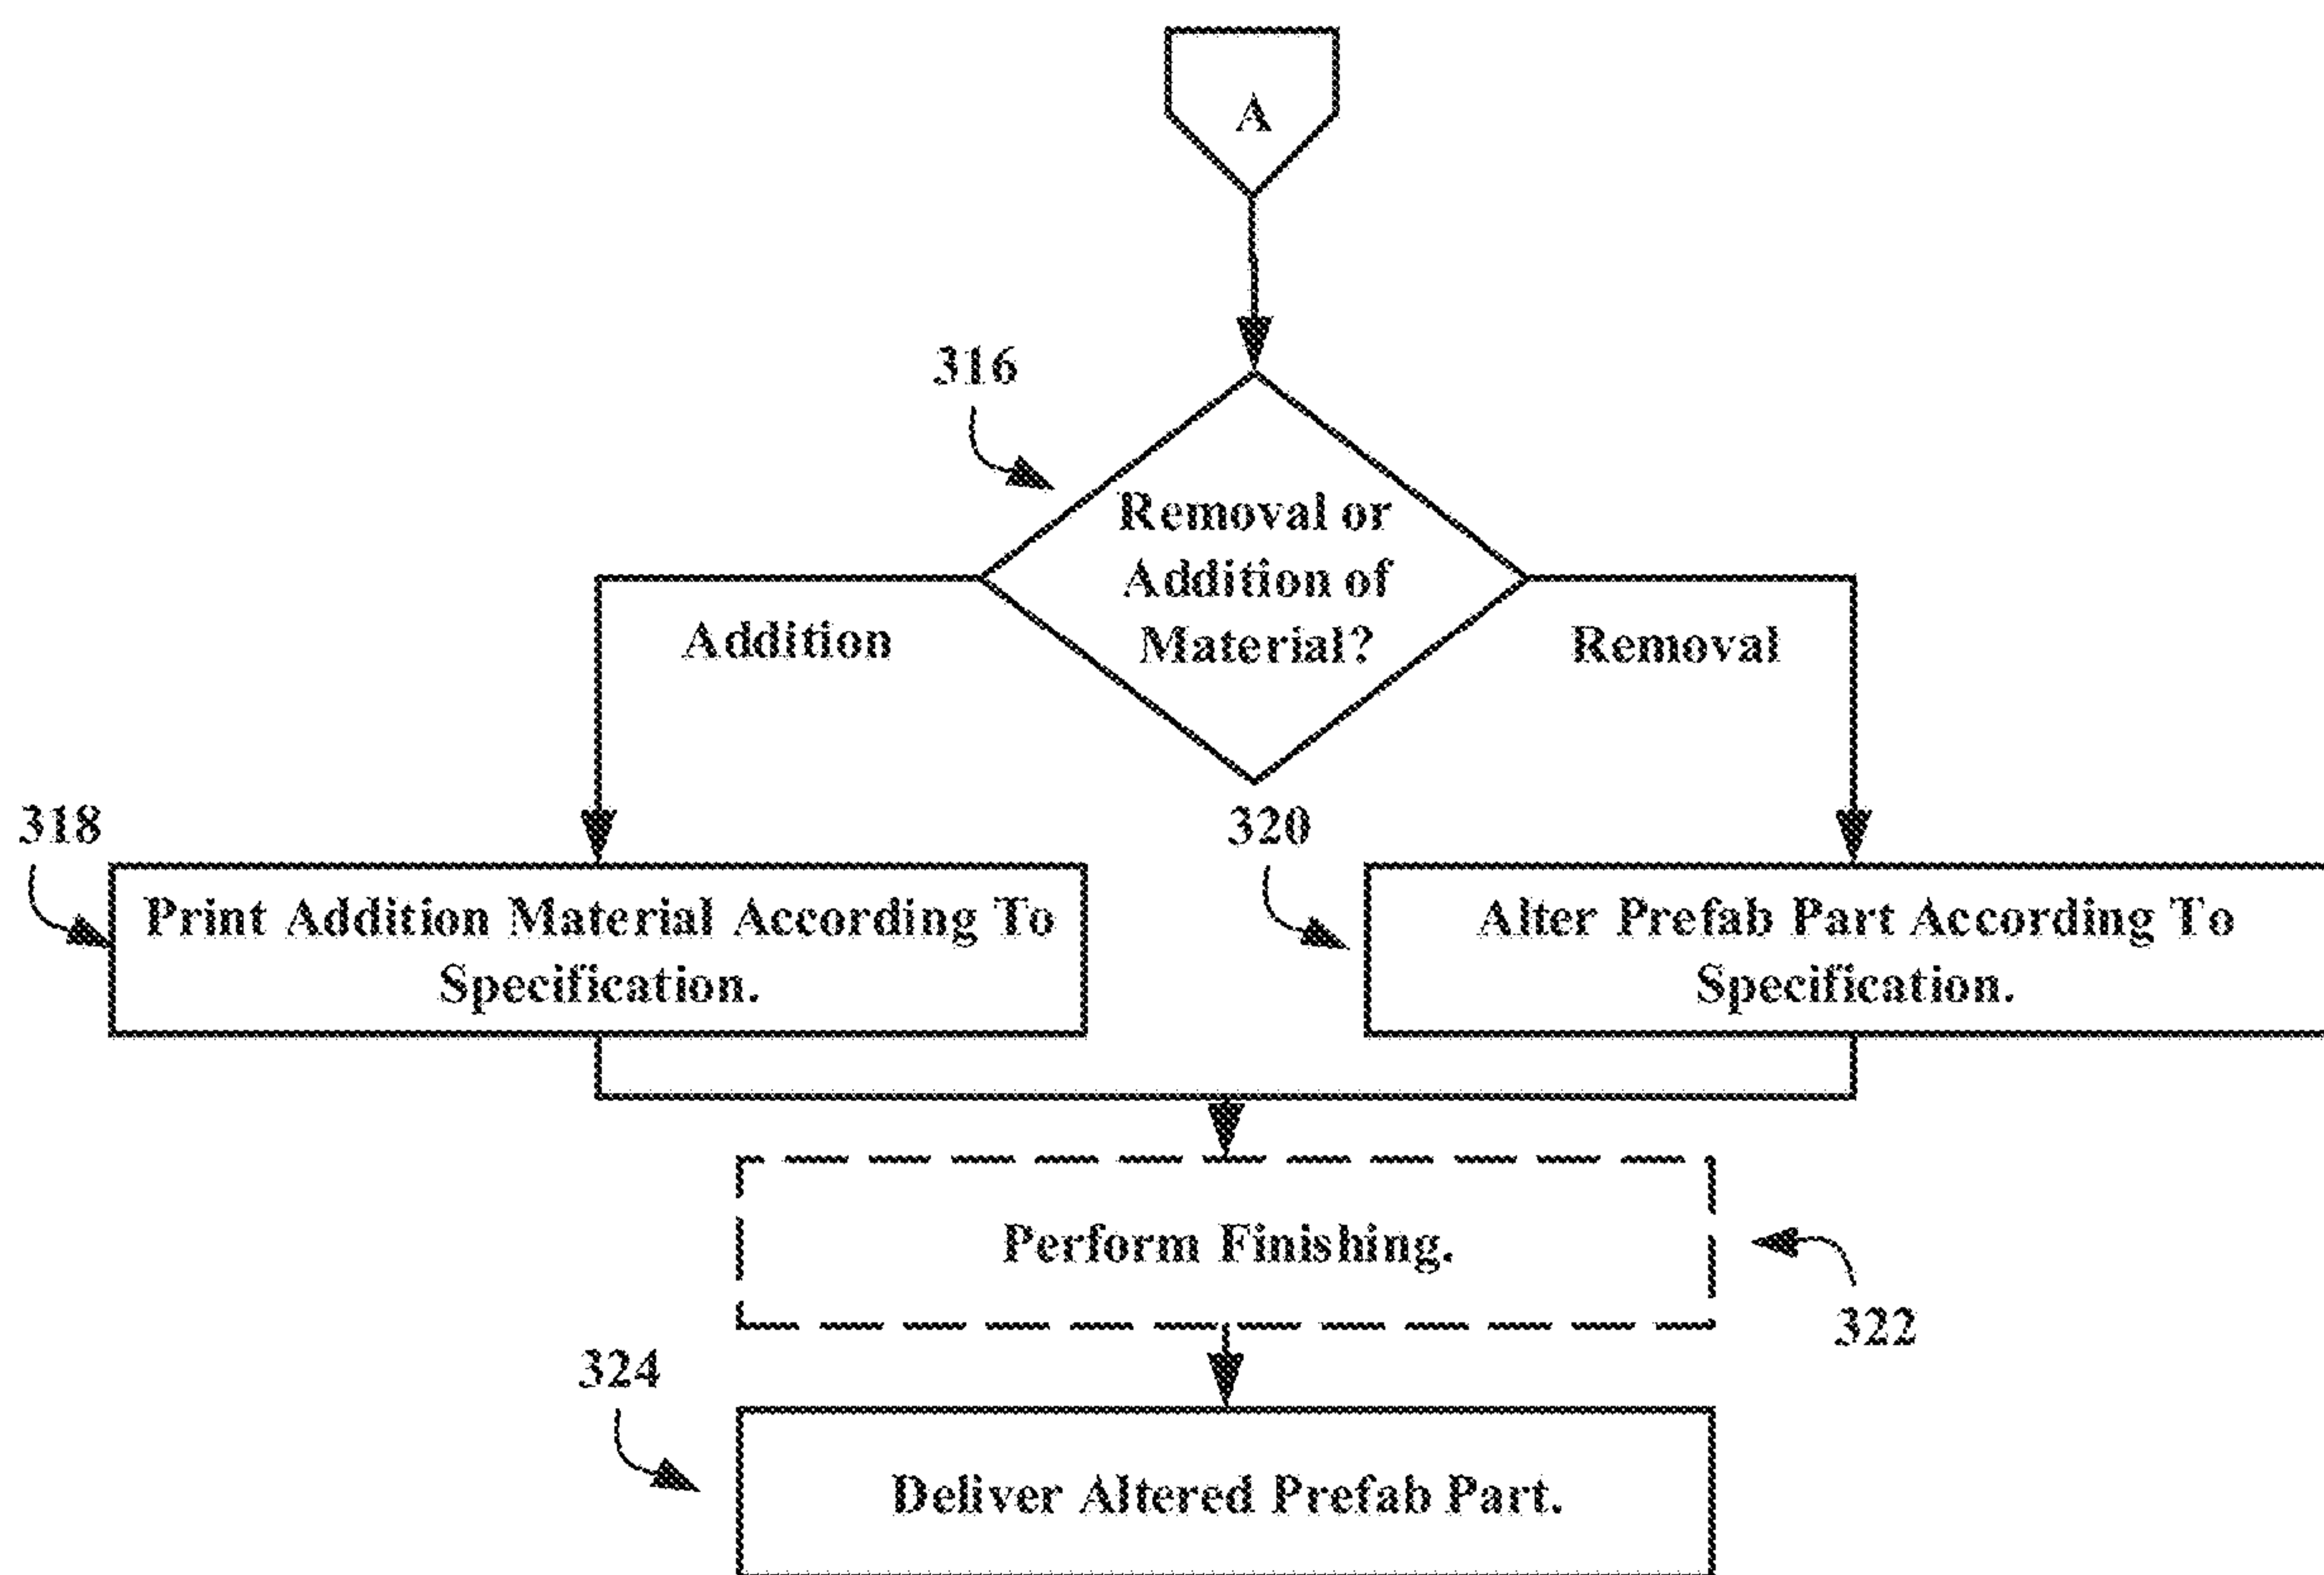 A
316
Removal or
Addition of
Material?
Addition
Removal
318
320
Print Addition Material According To
Specification.
Alter Prefab Part According To
Specification.
Perform Finishing.
322
324
Deliver Altered Prefab Part.